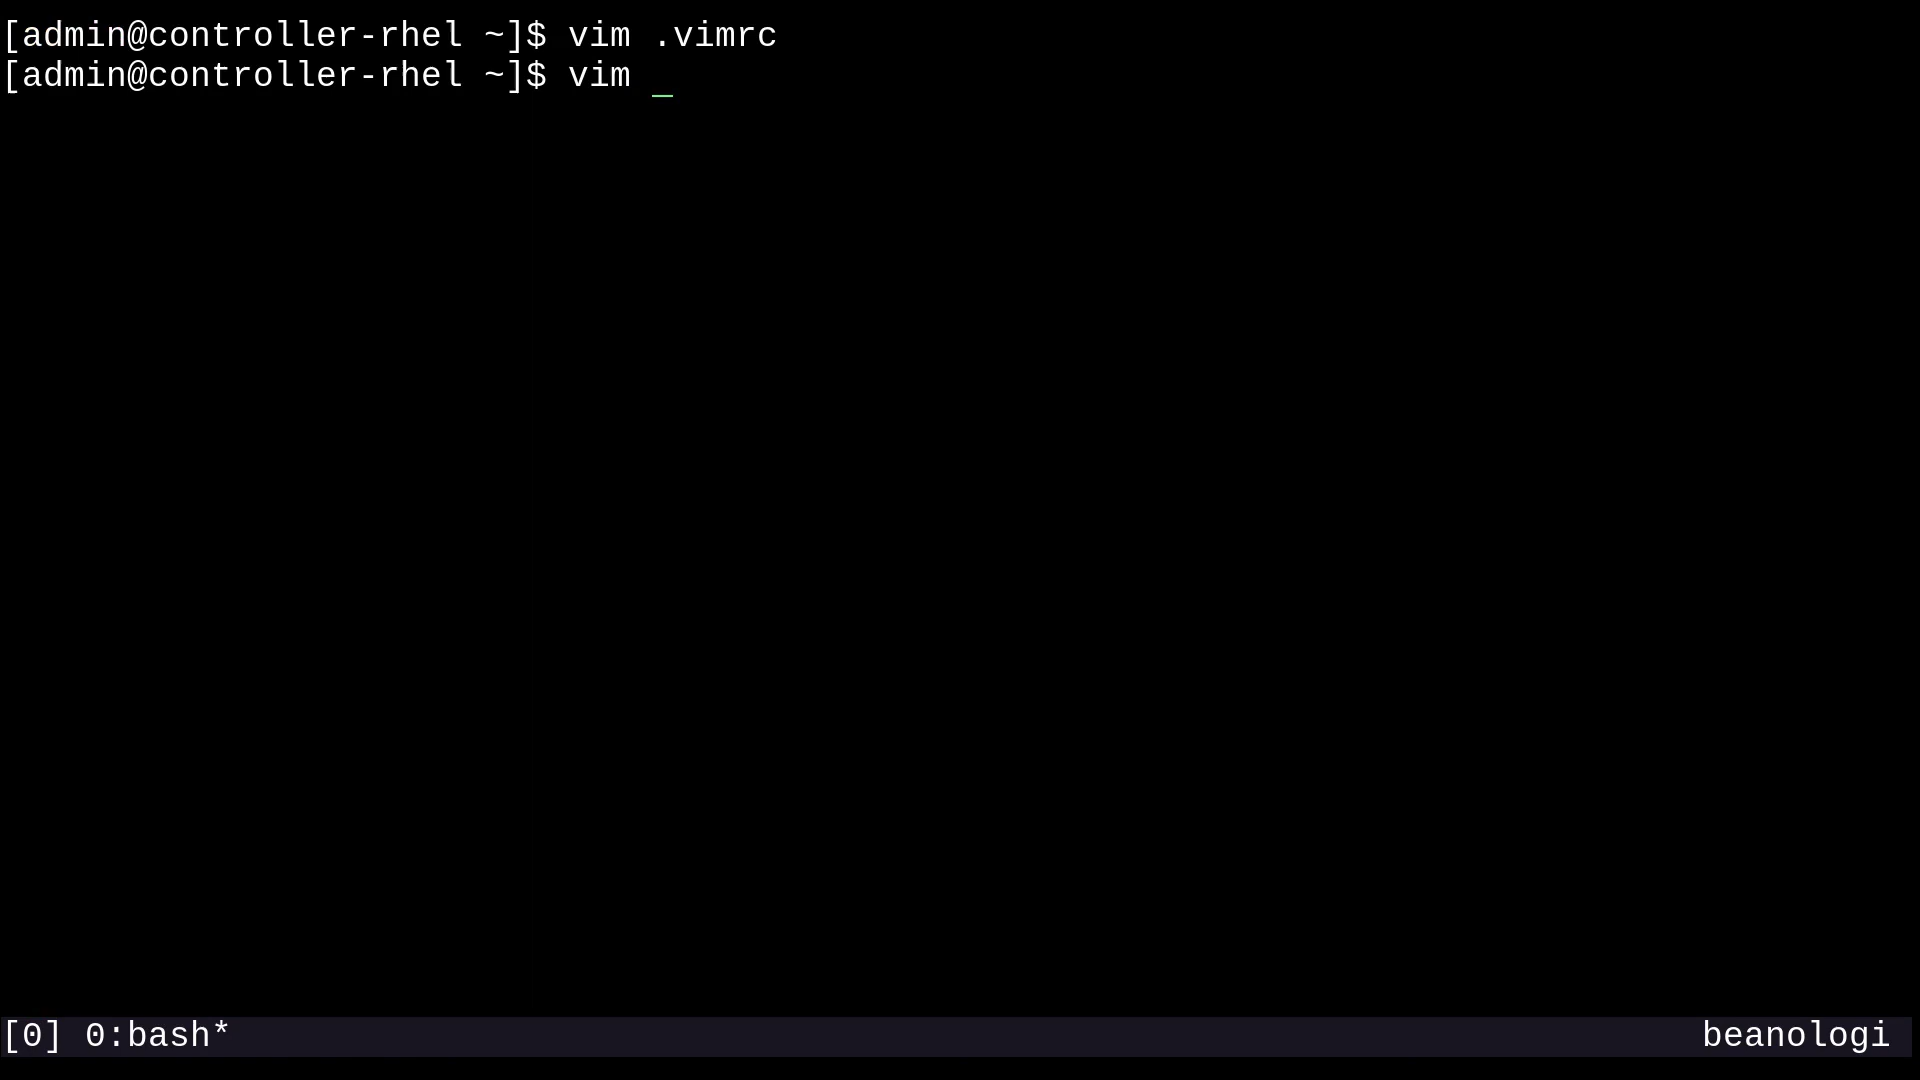 [admin@controller-rhel ~]$ vim .vimrc
[admin@controller-rhel ~]$ vim _
[0] 0:bash* beanologi